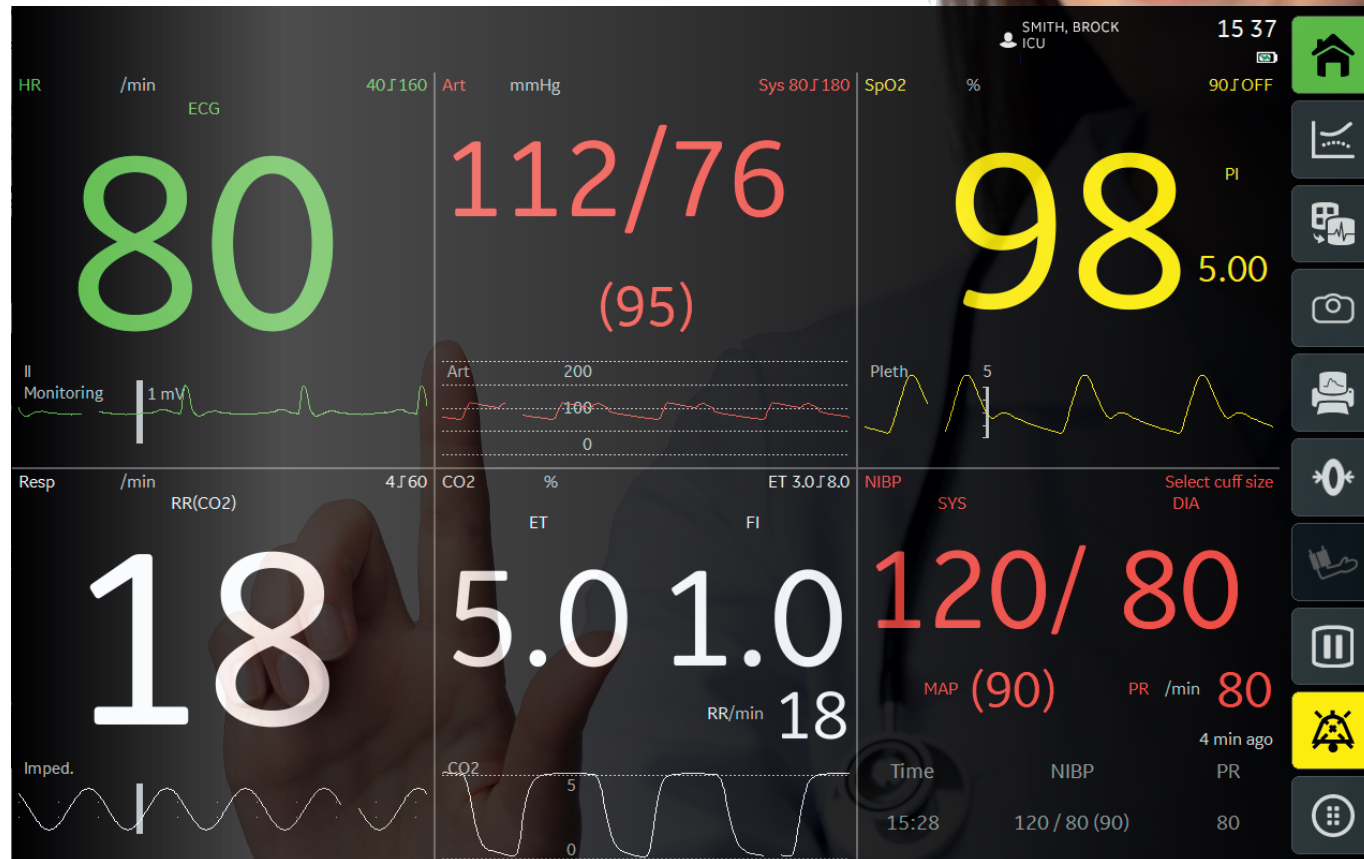 SMITH, BROCK
ICU
15 37
HR /min 40 160
ECG
80
II
Monitoring
1 mV
Art mmHg Sys 80 180
112/76
(95)
Art 200
100
0
SpO2 % 90 OFF
98
PI
5.00
Pleth 5
Resp /min 4 60
RR(CO2)
18
Imped.
CO2 % ET 3.0 8.0
ET FI
5.0 1.0
RR/min 18
CO2
5
0
NIBP Select cuff size
SYS DIA
120/ 80
MAP (90) PR /min 80
4 min ago
Time NIBP PR
15:28 120 / 80 (90) 80